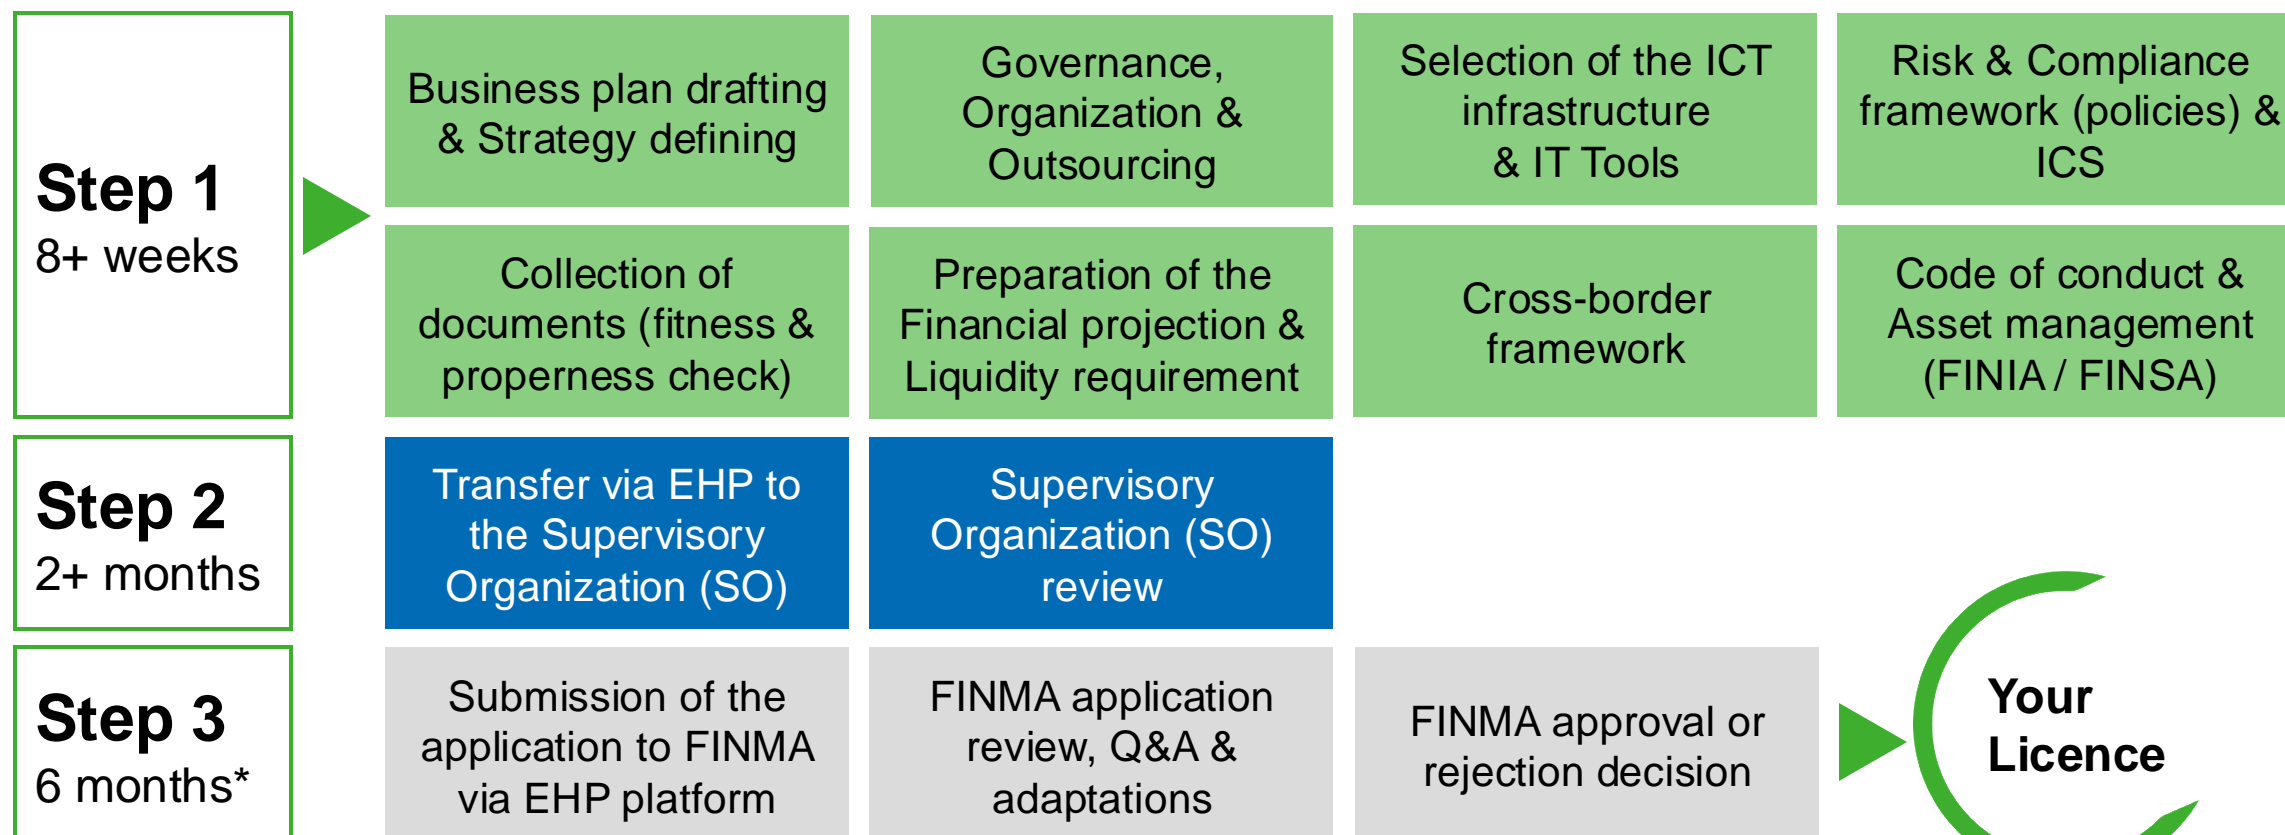 Step 1
8+ weeks
Business plan drafting
& Strategy defining
Governance,
Organization &
Outsourcing
Selection of the ICT
infrastructure
& IT Tools
Risk & Compliance
framework (policies) &
ICS
Collection of
documents (fitness &
properness check)
Preparation of the
Financial projection &
Liquidity requirement
Cross-border
framework
Code of conduct &
Asset management
(FINIA / FINSA)
Step 2
2+ months
Transfer via EHP to
the Supervisory
Organization (SO)
Supervisory
Organization (SO)
review
Step 3
6 months*
Submission of the
application to FINMA
via EHP platform
FINMA application
review, Q&A &
adaptations
FINMA approval or
rejection decision
Your
Licence